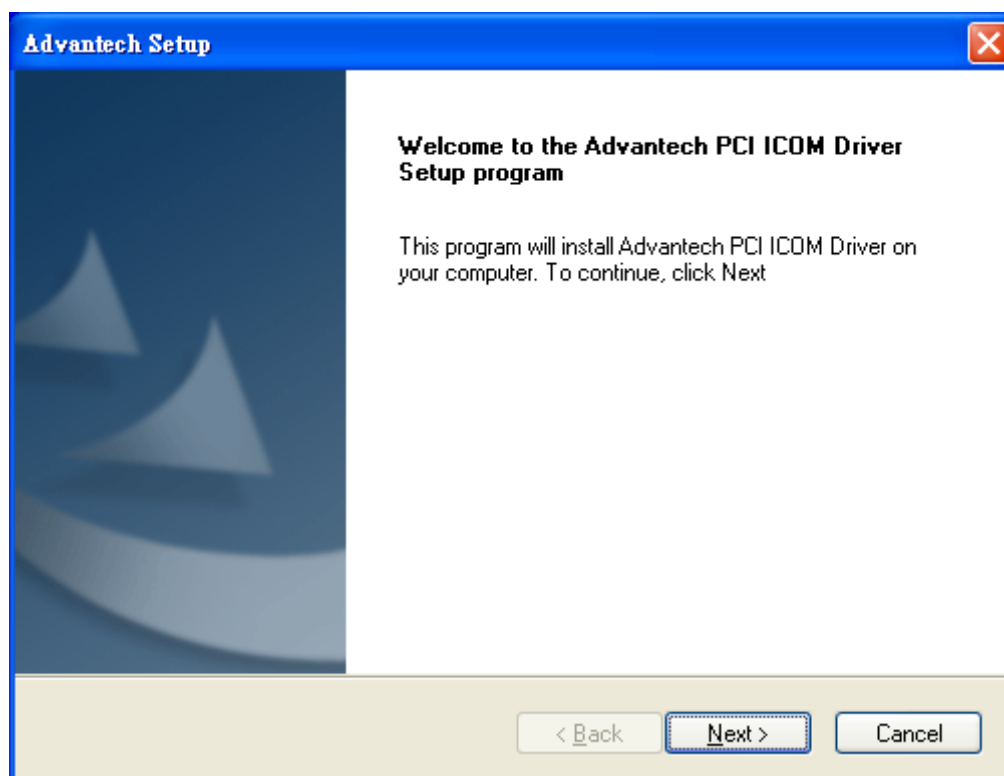 Advantech Setup
Welcome to the Advantech PCI ICOM Driver
Setup program
This program will install Advantech PCI ICOM Driver on
your computer. To continue, click Next
< Back
Next >
Cancel